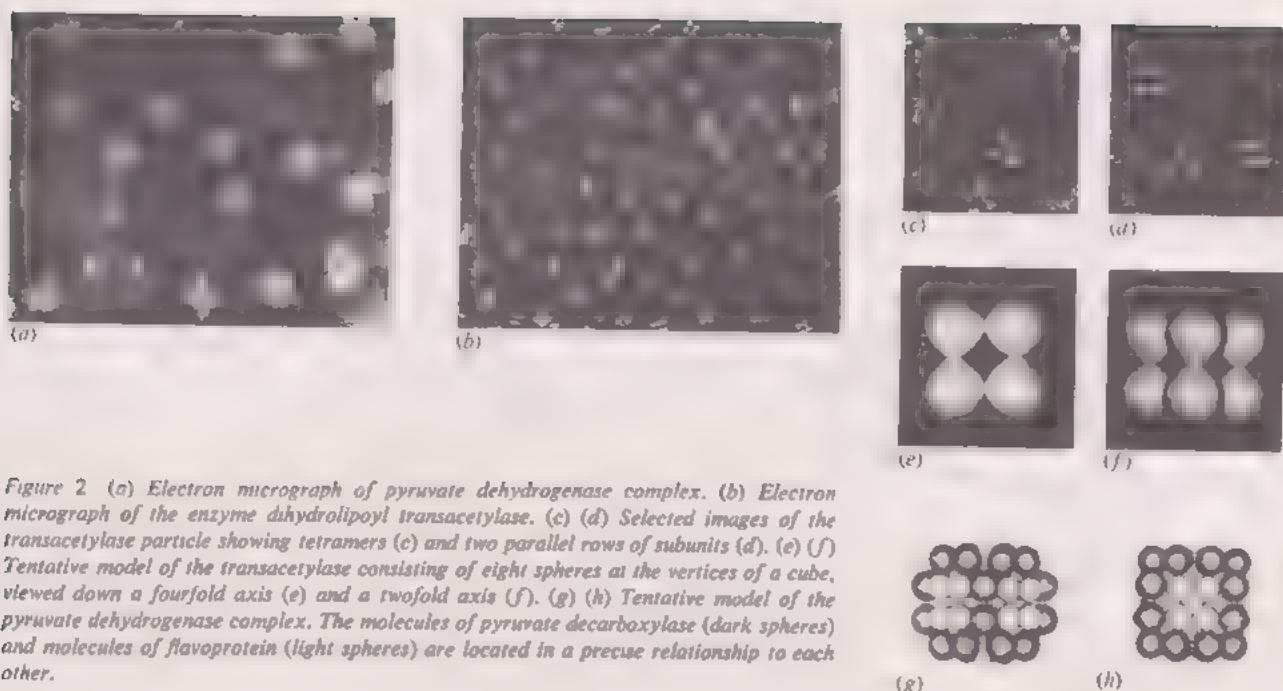 (c)
(d)
(a)
(b)
(e)
(f)
Figure 2 (a) Electron micrograph of pyruvate dehydrogenase complex. (b) Electron
micrograph of the enzyme dihydrolipoyl transacetylase. (c) (d) Selected images of the
transacetylase particle showing tetramers (c) and two parallel rows of subunits (d). (e) (f)
Tentative model of the transacetylase consisting of eight spheres at the vertices of a cube,
viewed down a fourfold axis (e) and a twofold axis (f). (g) (h) Tentative model of the
pyruvate dehydrogenase complex. The molecules of pyruvate decarboxylase (dark spheres)
and molecules of flavoprotein (light spheres) are located in a precise relationship to each
other.
(g)
(h)